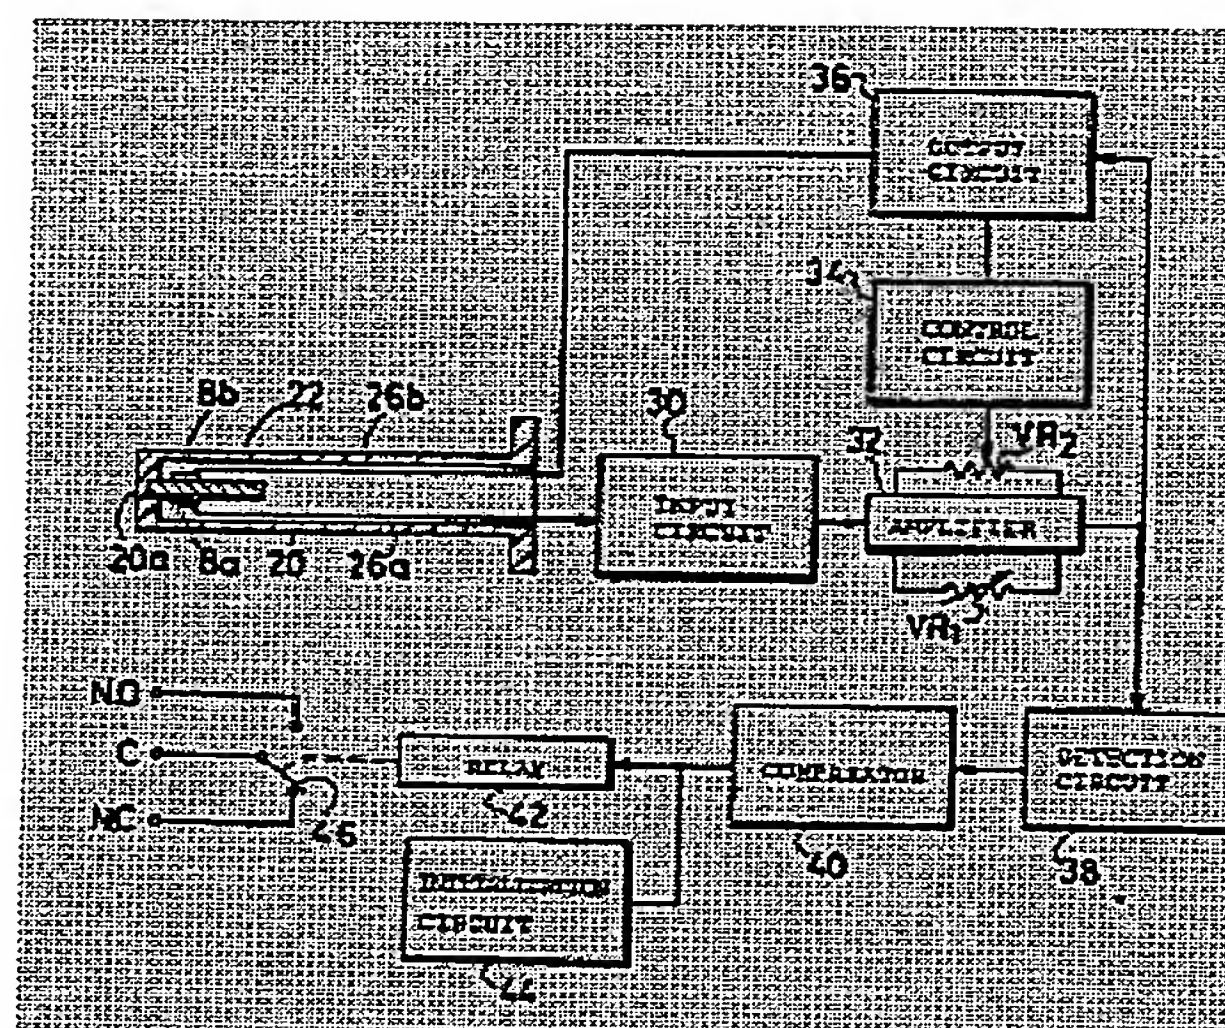 36
OUTPUT
CIRCUIT
34
CONTROL
CIRCUIT
8b 22 26b
30
32
VR2
INPUT
CIRCUIT
AMPLIFIER
20a 8a 20 26a
VR1
NO
C
NC
46
RELAY
42
COMPARATOR
40
DETECTION
CIRCUIT
38
INITIALIZATION
CIRCUIT
44